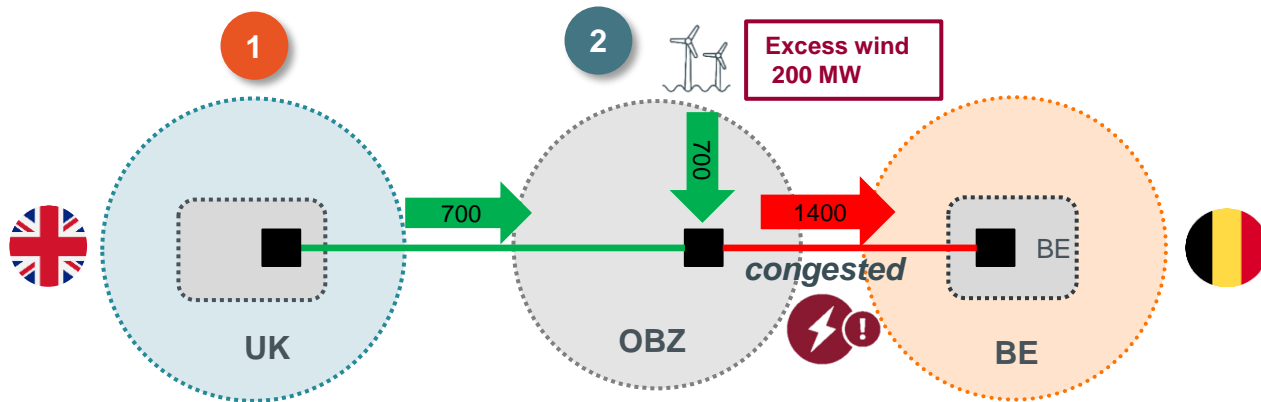 1
2
Excess wind
200 MW
700
700
1400
congested
BE
!
UK
OBZ
BE